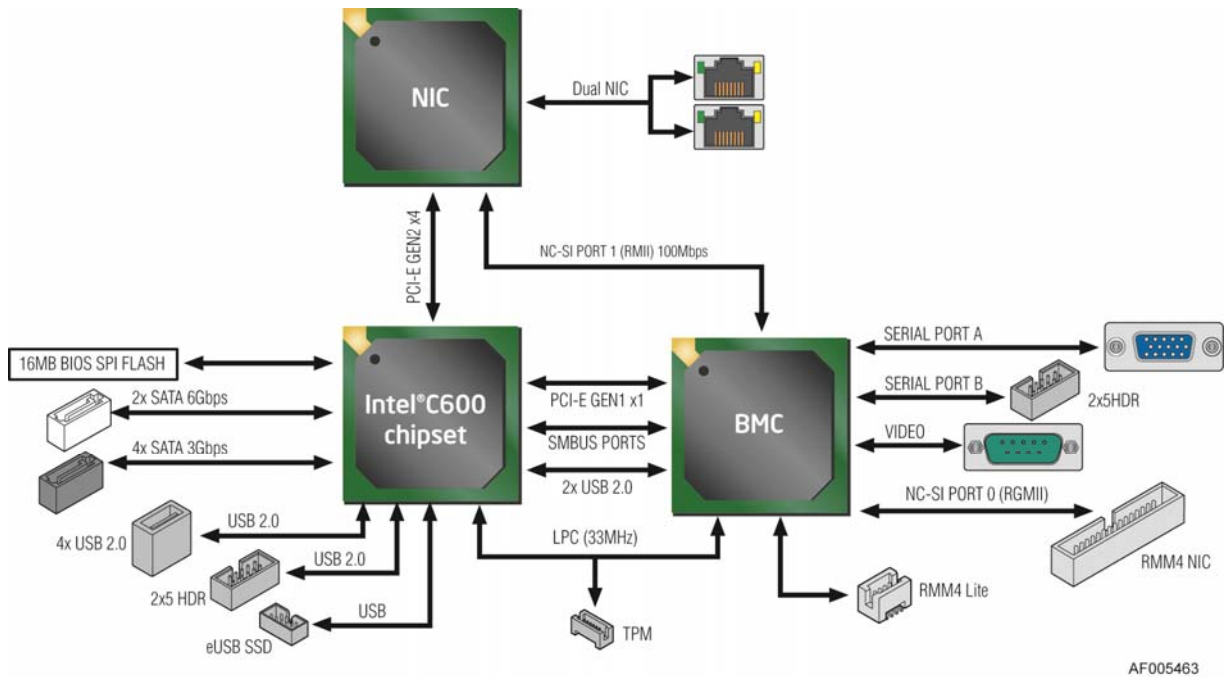 NIC
Dual NIC
PCI-E GEN2 x4
NC-SI PORT 1 (RMII) 100Mbps
16MB BIOS SPI FLASH
2x SATA 6Gbps
4x SATA 3Gbps
Intel®C600
chipset
PCI-E GEN1 x1
SMBUS PORTS
2x USB 2.0
BMC
SERIAL PORT A
SERIAL PORT B
2x5HDR
VIDEO
NC-SI PORT 0 (RGMII)
RMM4 NIC
4x USB 2.0
USB 2.0
USB 2.0
2x5 HDR
USB
eUSB SSD
LPC (33MHz)
TPM
RMM4 Lite
AF005463